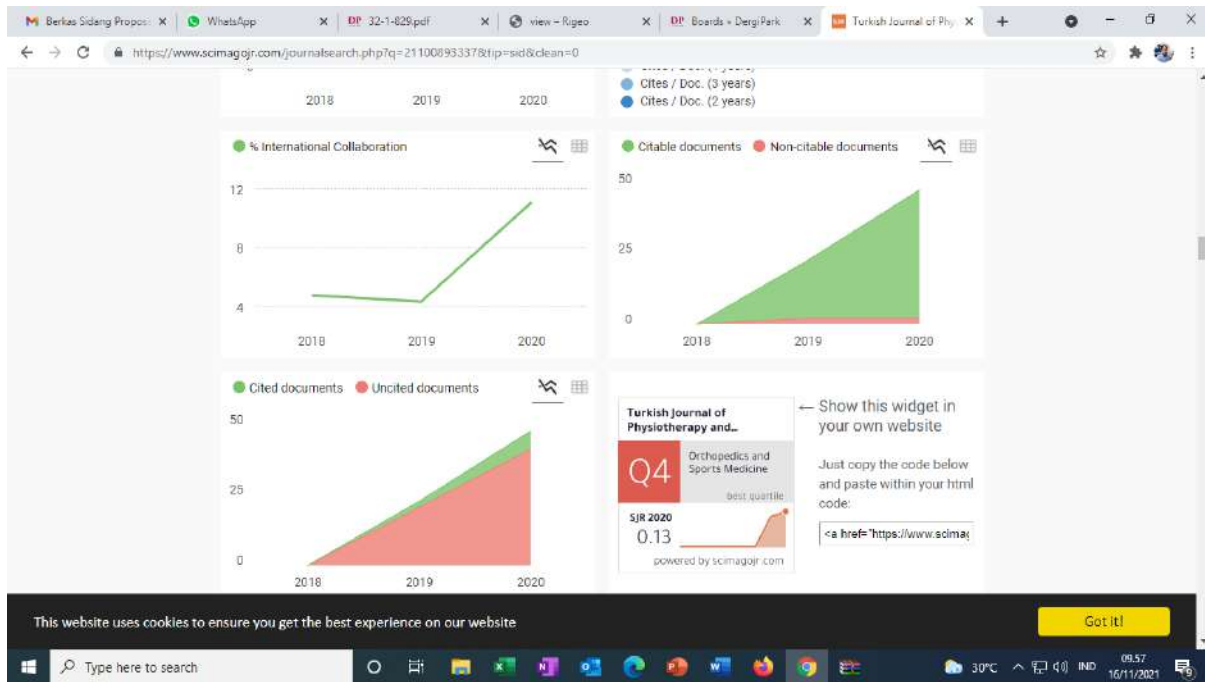 Berkas Sidang Propos
WhatsApp
DP 32-1-829.pdf
view – Rigeo
DP Boards » DergiPark
Turkish Journal of Phy
https://www.scimagojr.com/journalsearch.php?q=21100893337&tip=sid&clean=0
2018 2019 2020
Cites / Doc. (3 years)
Cites / Doc. (2 years)
% International Collaboration
12
8
4
2018 2019 2020
Citable documents Non-citable documents
50
25
0
2018 2019 2020
Cited documents Uncited documents
50
25
0
2018 2019 2020
Turkish Journal of
Physiotherapy and...
Q4
Orthopedics and
Sports Medicine
best quartile
SJR 2020
0.13
powered by scimagojr.com
← Show this widget in
your own website
Just copy the code below
and paste within your html
code:
<a href="https://www.scimag
This website uses cookies to ensure you get the best experience on our website
Got it!
Type here to search
30°C
IND
09.57
16/11/2021